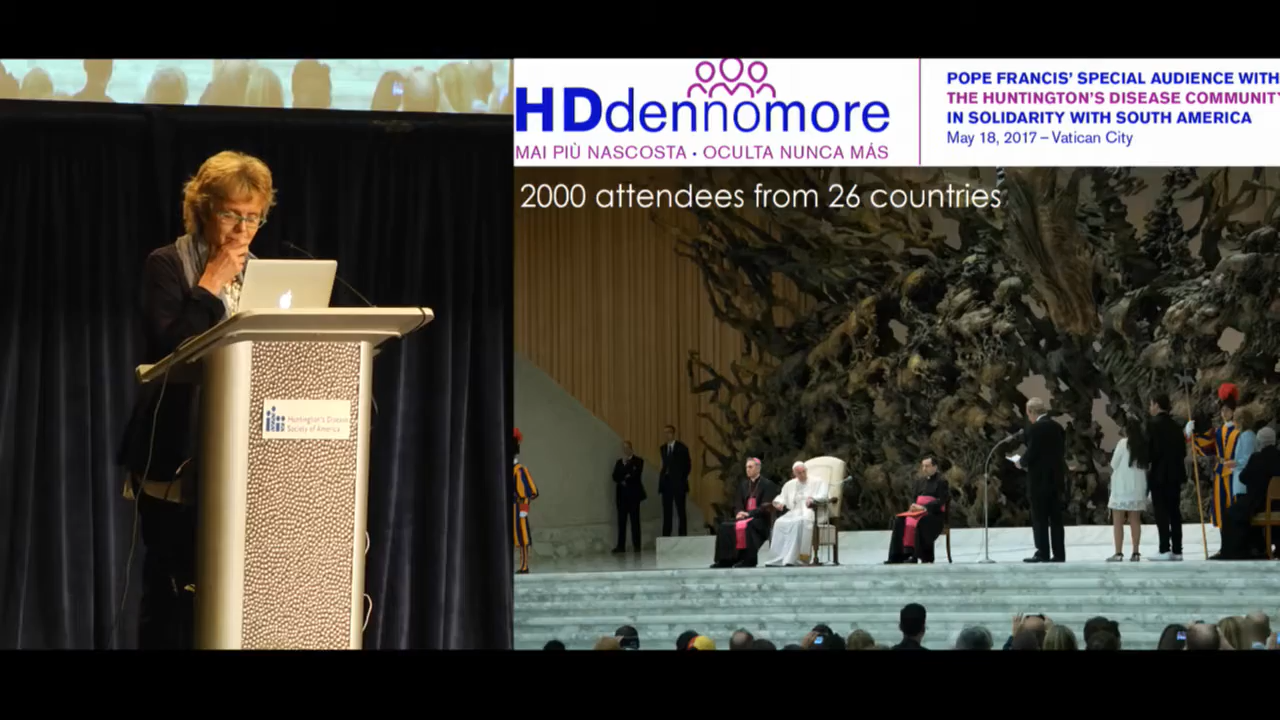 HDdennomore
MAI PIÙ NASCOSTA • OCULTA NUNCA MÁS
POPE FRANCIS' SPECIAL AUDIENCE WITH
THE HUNTINGTON'S DISEASE COMMUNITY
IN SOLIDARITY WITH SOUTH AMERICA
May 18, 2017 – Vatican City
2000 attendees from 26 countries
Huntington's Disease
Society of America